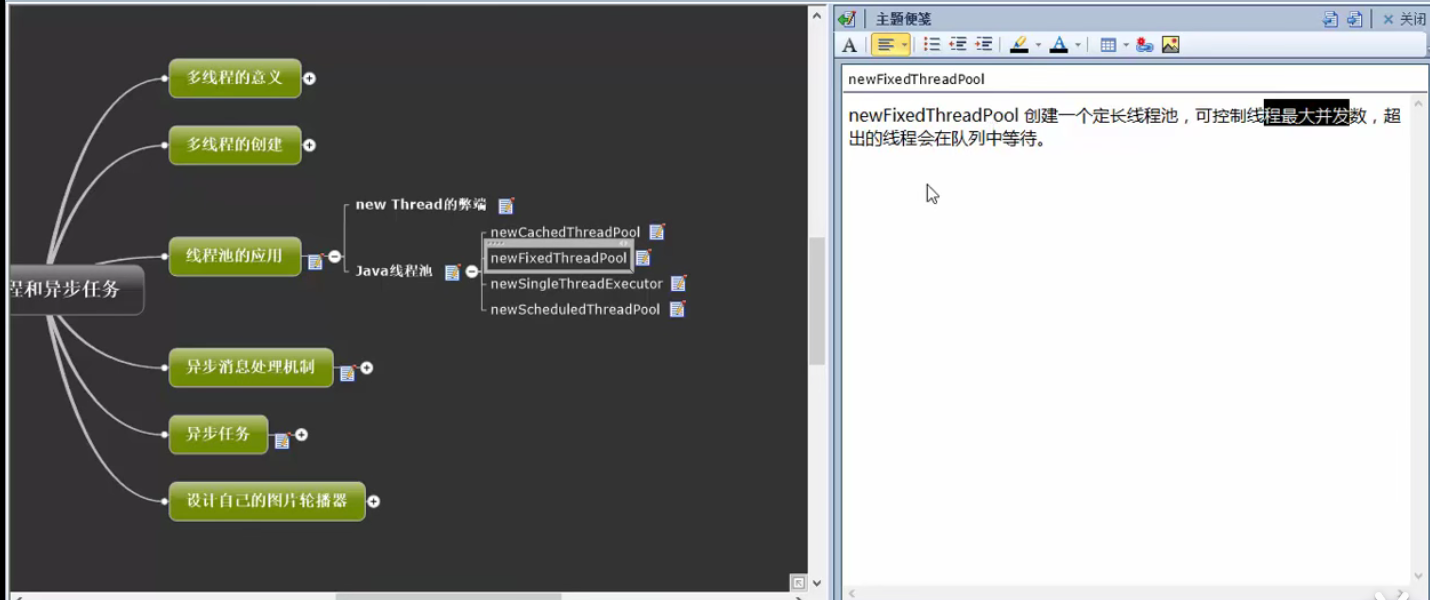 多线程的意义
多线程的创建
线程池的应用
new Thread的弊端
Java线程池
newCachedThreadPool
newFixedThreadPool
newSingleThreadExecutor
newScheduledThreadPool
程和异步任务
异步消息处理机制
异步任务
设计自己的图片轮播器
主题便笺
关闭
newFixedThreadPool
newFixedThreadPool 创建一个定长线程池，可控制线程最大并发数，超
出的线程会在队列中等待。